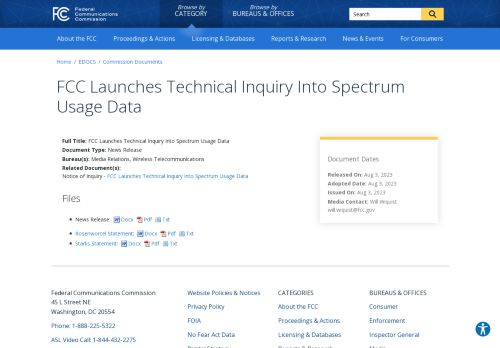 FCC
Federal
Communications
Commission
Browse by
CATEGORY
Browse by
BUREAUS & OFFICES
Search
About the FCC
Proceedings & Actions
Licensing & Databases
Reports & Research
News & Events
For Consumers
Home / EDOCS / Commission Documents
FCC Launches Technical Inquiry Into Spectrum
Usage Data
Full Title: FCC Launches Technical Inquiry into Spectrum Usage Data
Document Type: News Release
Bureau(s): Media Relations, Wireless Telecommunications
Related Document(s):
Notice of Inquiry - FCC Launches Technical Inquiry into Spectrum Usage Data
Document Dates
Released On: Aug 3, 2023
Adopted Date: Aug 3, 2023
Issued On: Aug 3, 2023
Media Contact: Will Wiquist
will.wiquist@fcc.gov
Files
• News Release: Docx Pdf Txt
• Rosenworcel Statement: Docx Pdf Txt
• Starks Statement: Docx Pdf Txt
Federal Communications Commission
45 L Street NE
Washington, DC 20554
Phone: 1-888-225-5322
ASL Video Call: 1-844-432-2275
Website Policies & Notices
Privacy Policy
FOIA
No Fear Act Data
CATEGORIES
About the FCC
Proceedings & Actions
Licensing & Databases
BUREAUS & OFFICES
Consumer
Enforcement
Inspector General